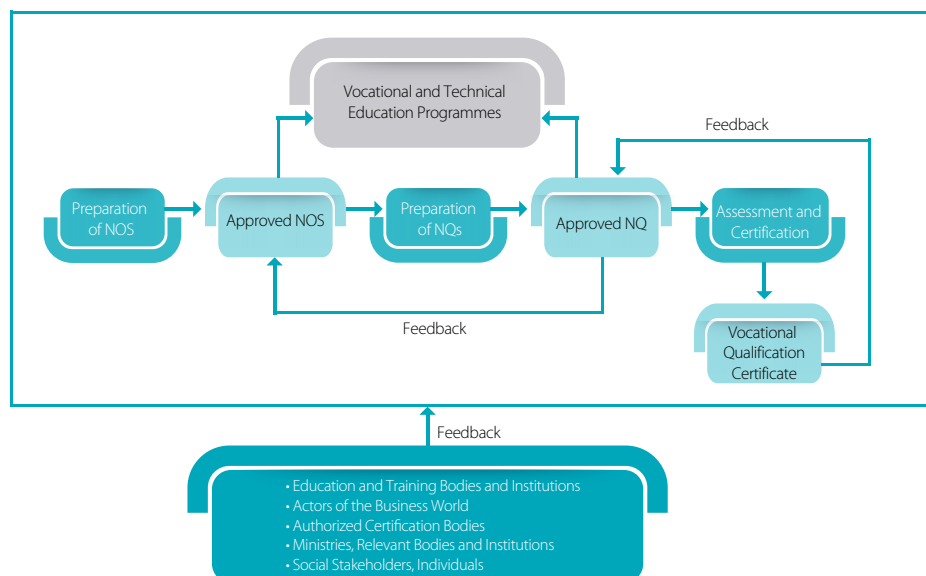 Vocational and Technical
Education Programmes
Feedback
Preparation
of NOS
Approved NOS
Preparation
of NQs
Approved NQ
Assessment and
Certification
Feedback
Vocational
Qualification
Certificate
Feedback
• Education and Training Bodies and Institutions
• Actors of the Business World
• Authorized Certification Bodies
• Ministries, Relevant Bodies and Institutions
• Social Stakeholders, Individuals